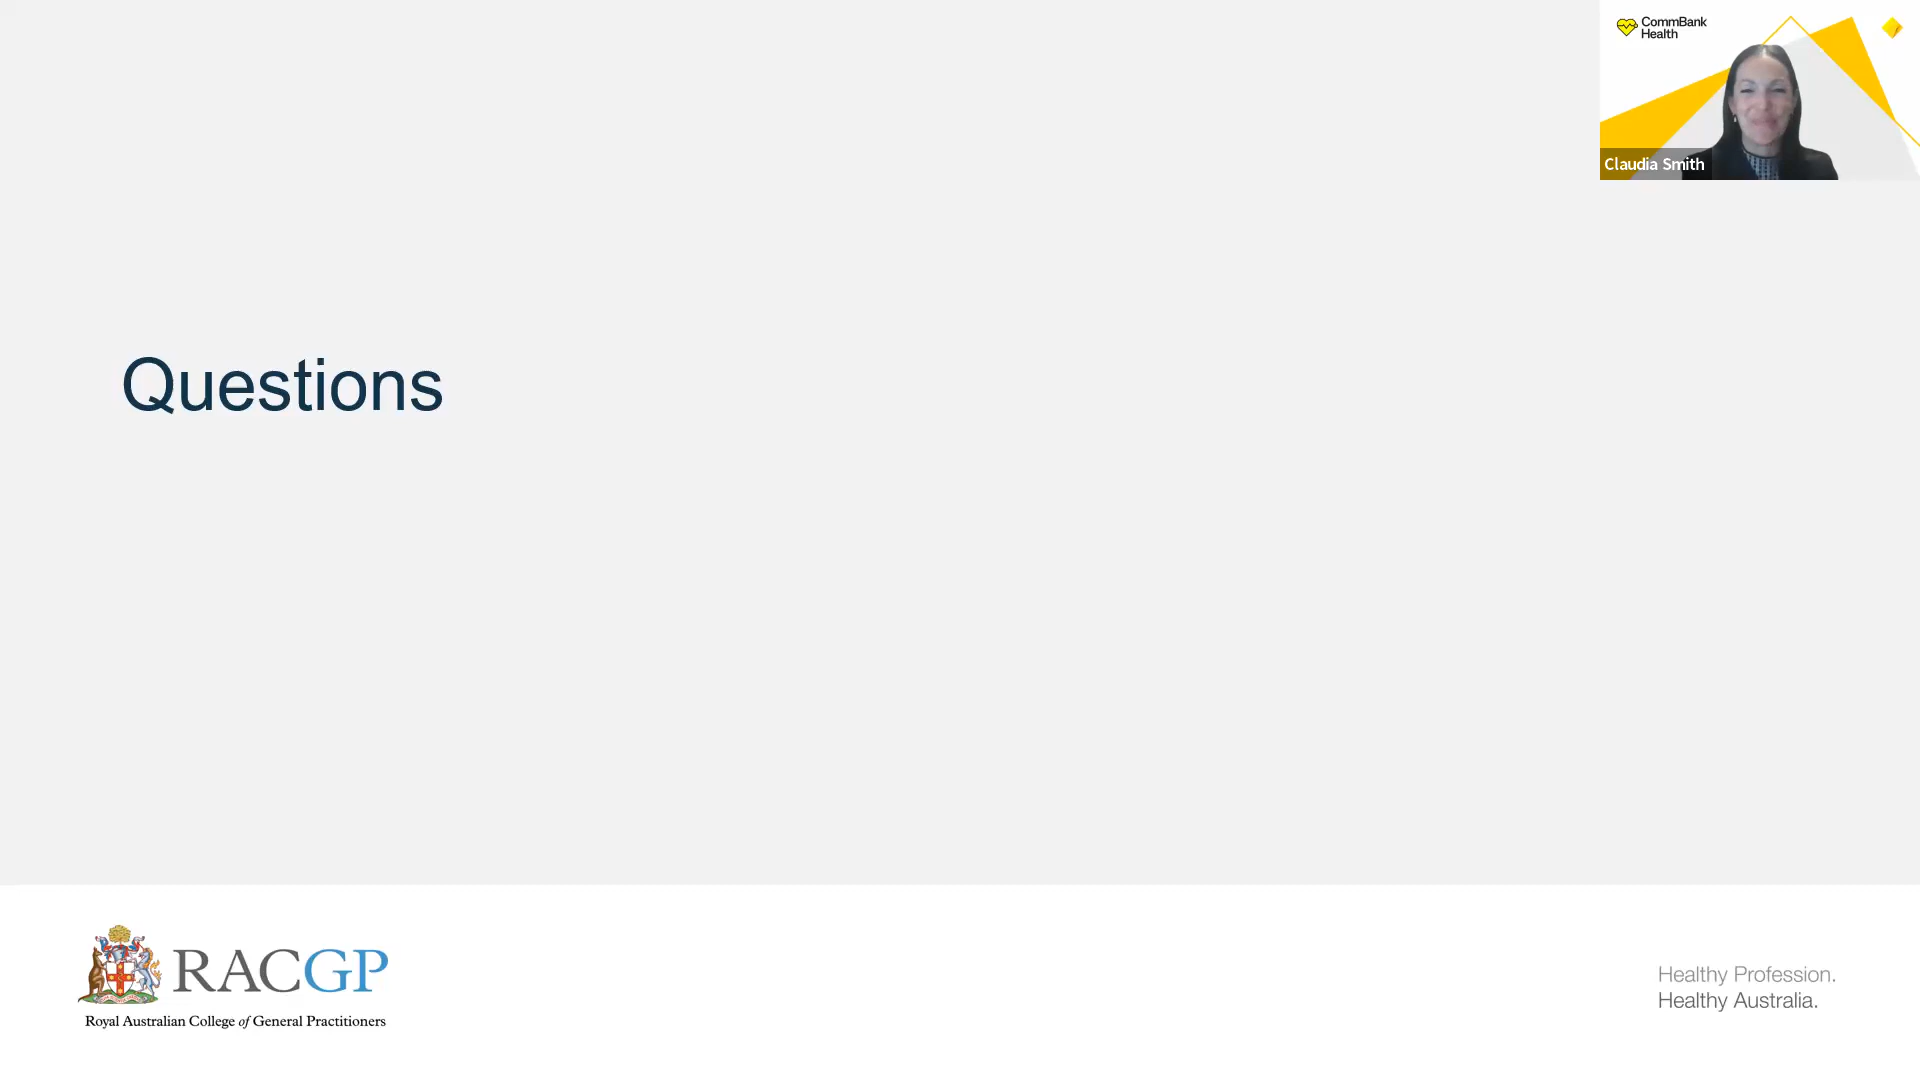 CommBank
Health
Claudia Smith
Questions
RACGP
Royal Australian College of General Practitioners
Healthy Profession.
Healthy Australia.